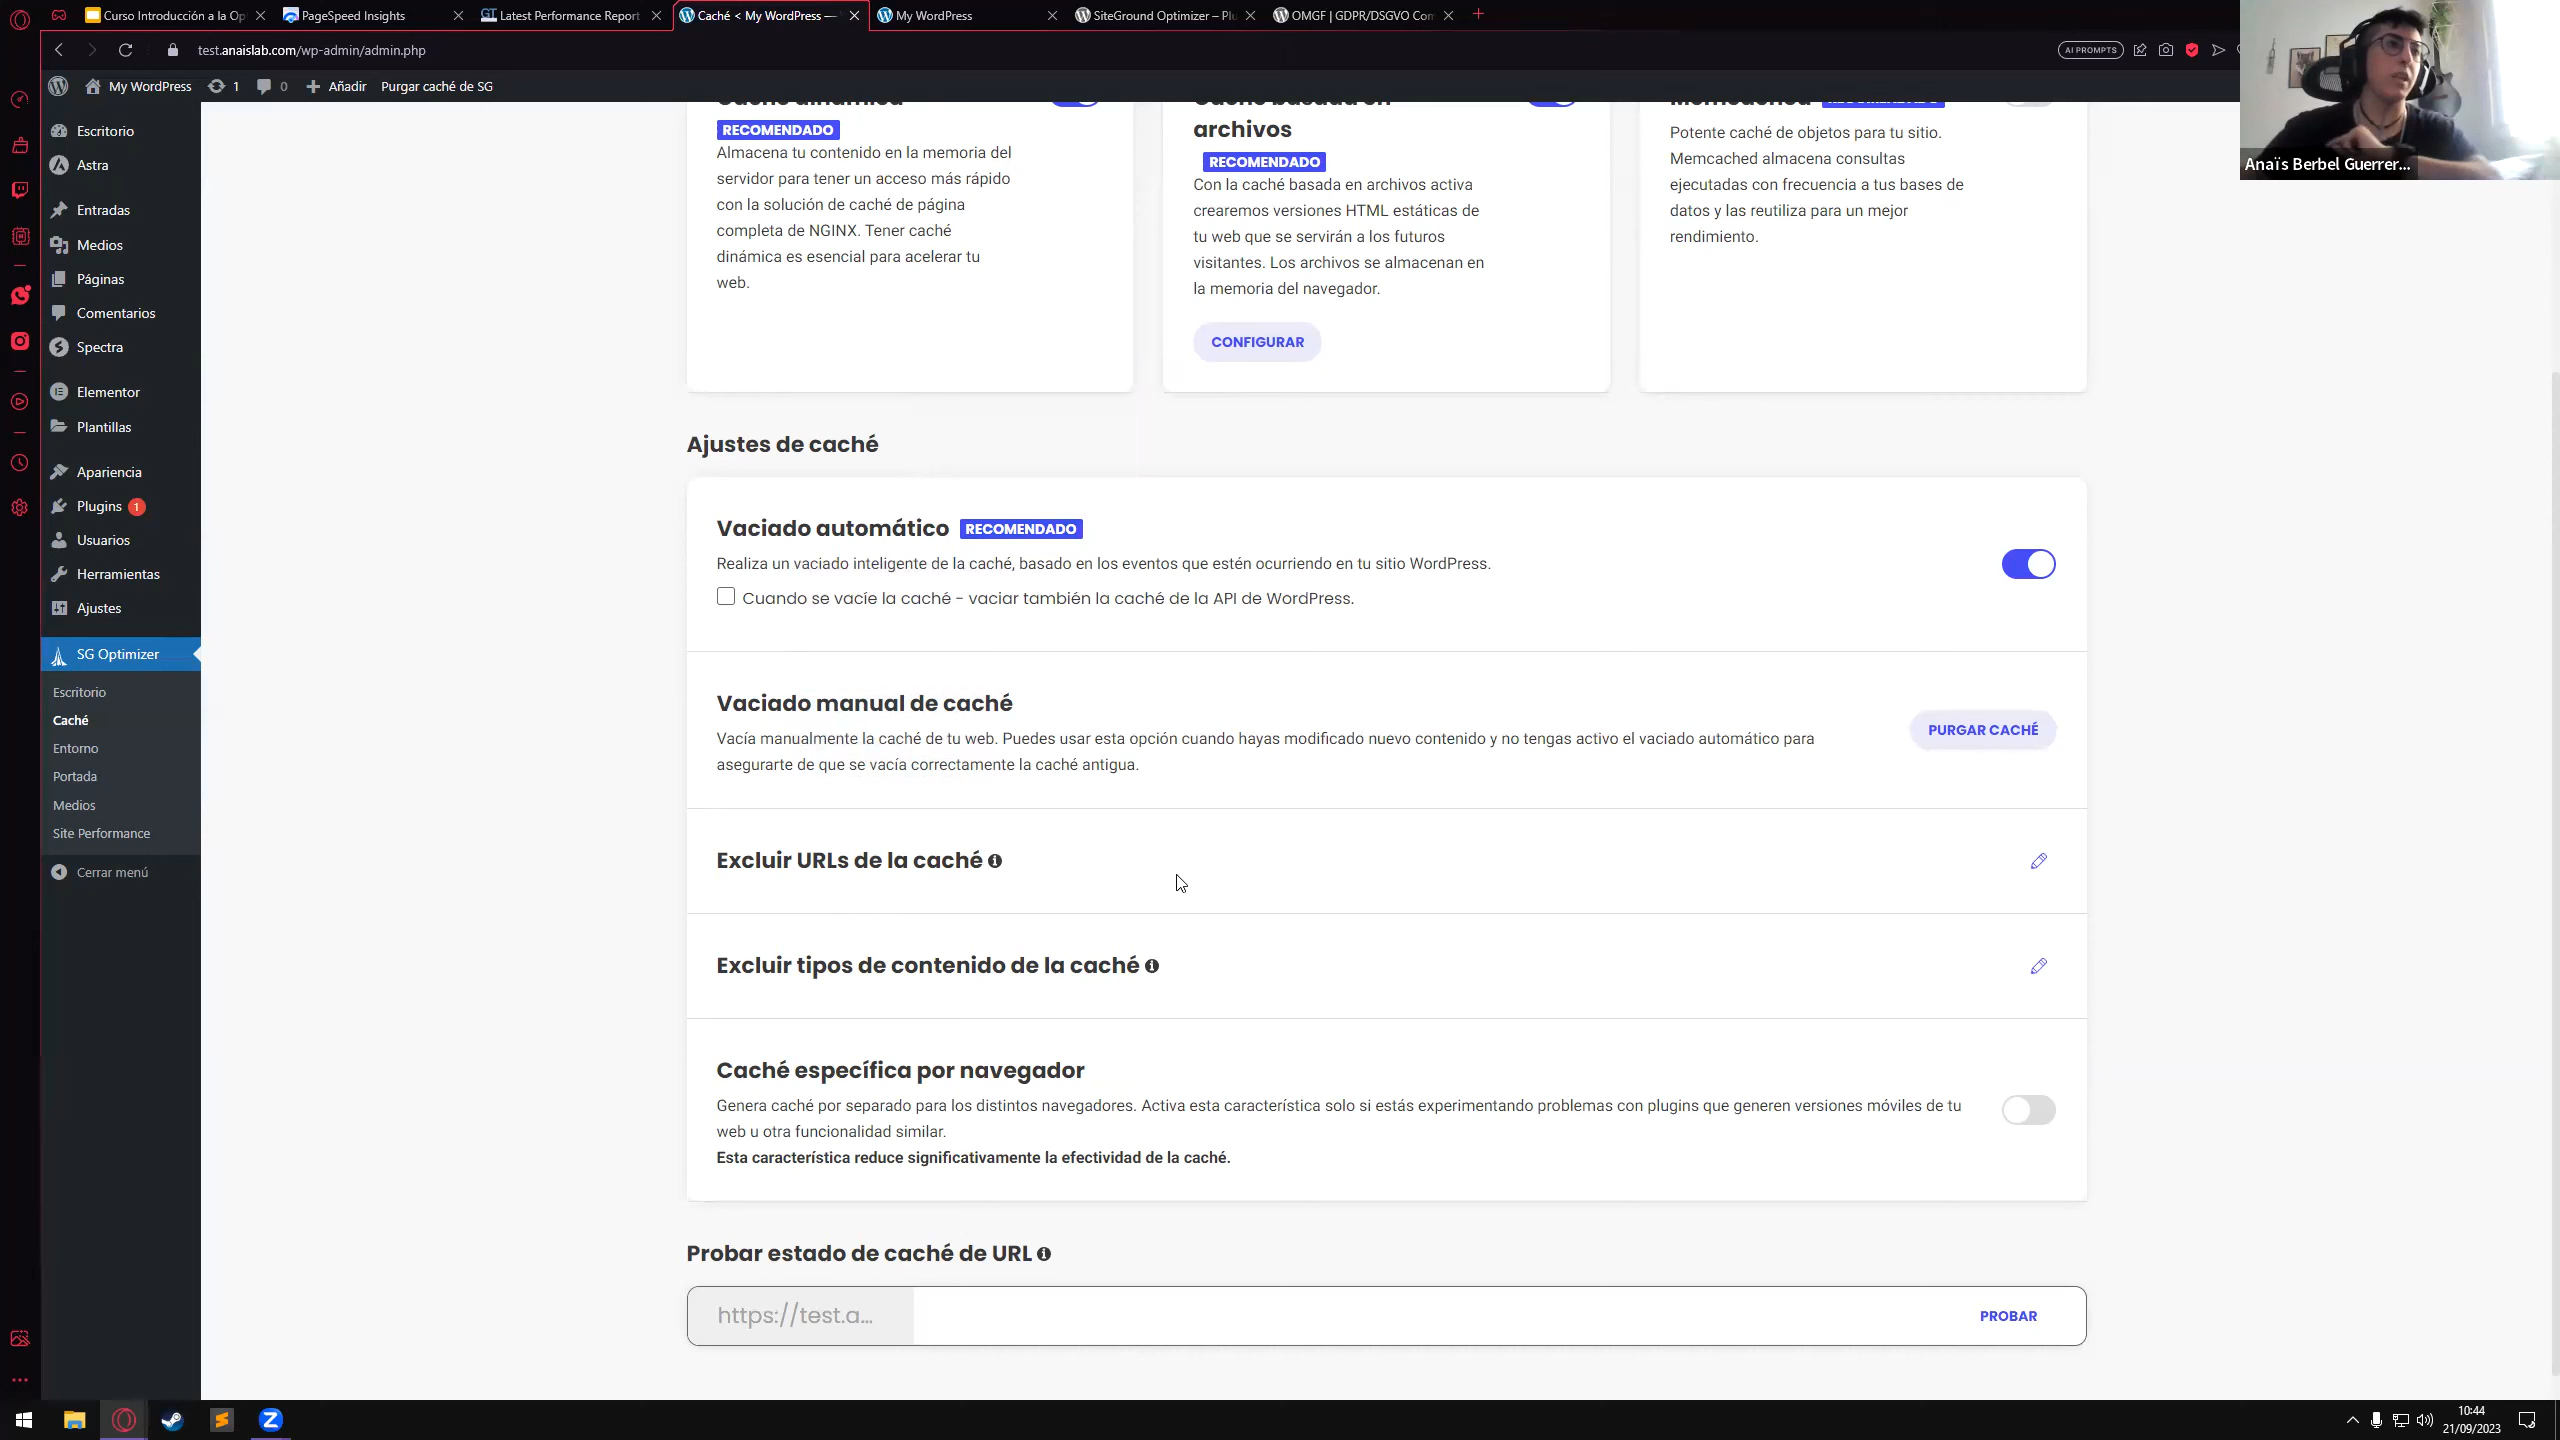 Curso Introducción a la Op
PageSpeed Insights
GT Latest Performance Report
Caché < My WordPress —
My WordPress
SiteGround Optimizer – Plu
OMGF | GDPR/DSGVO Com
test.anaislab.com/wp-admin/admin.php
AI PROMPTS
My WordPress
1
0
Añadir
Purgar caché de SG
Anaïs Berbel Guerrer...
Escritorio
Astra
Entradas
Medios
Páginas
Comentarios
Spectra
Elementor
Plantillas
Apariencia
Plugins 1
Usuarios
Herramientas
Ajustes
SG Optimizer
Escritorio
Caché
Entorno
Portada
Medios
Site Performance
Cerrar menú
Caché dinámica
RECOMENDADO
Almacena tu contenido en la memoria del
servidor para tener un acceso más rápido
con la solución de caché de página
completa de NGINX. Tener caché
dinámica es esencial para acelerar tu
web.
Caché basada en
archivos
RECOMENDADO
Con la caché basada en archivos activa
crearemos versiones HTML estáticas de
tu web que se servirán a los futuros
visitantes. Los archivos se almacenan en
la memoria del navegador.
CONFIGURAR
Memcached RECOMENDADO
Potente caché de objetos para tu sitio.
Memcached almacena consultas
ejecutadas con frecuencia a tus bases de
datos y las reutiliza para un mejor
rendimiento.
Ajustes de caché
Vaciado automático RECOMENDADO
Realiza un vaciado inteligente de la caché, basado en los eventos que estén ocurriendo en tu sitio WordPress.
Cuando se vacíe la caché - vaciar también la caché de la API de WordPress.
Vaciado manual de caché
Vacía manualmente la caché de tu web. Puedes usar esta opción cuando hayas modificado nuevo contenido y no tengas activo el vaciado automático para
asegurarte de que se vacía correctamente la caché antigua.
PURGAR CACHÉ
Excluir URLs de la caché
Excluir tipos de contenido de la caché
Caché específica por navegador
Genera caché por separado para los distintos navegadores. Activa esta característica solo si estás experimentando problemas con plugins que generen versiones móviles de tu
web u otra funcionalidad similar.
Esta característica reduce significativamente la efectividad de la caché.
Probar estado de caché de URL
https://test.a...
PROBAR
10:44
21/09/2023